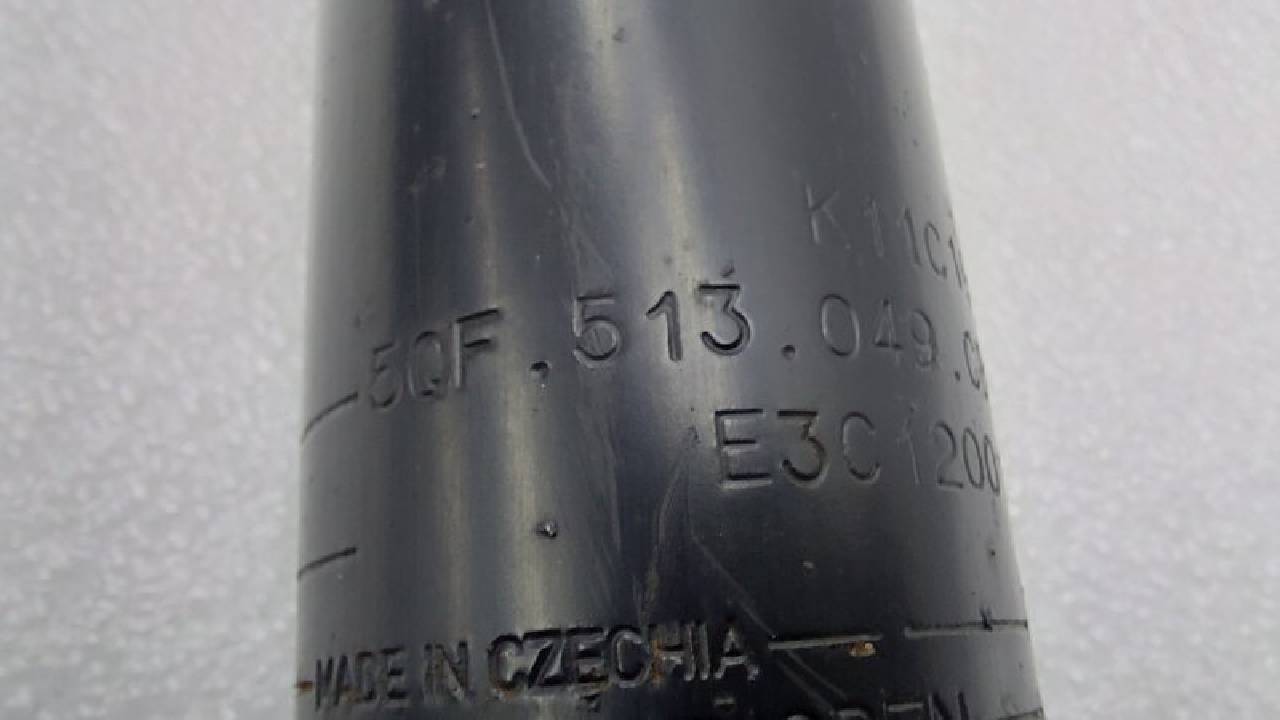 K11C1
5QF.513.049.C
E3C1200
MADE IN CZECHIA